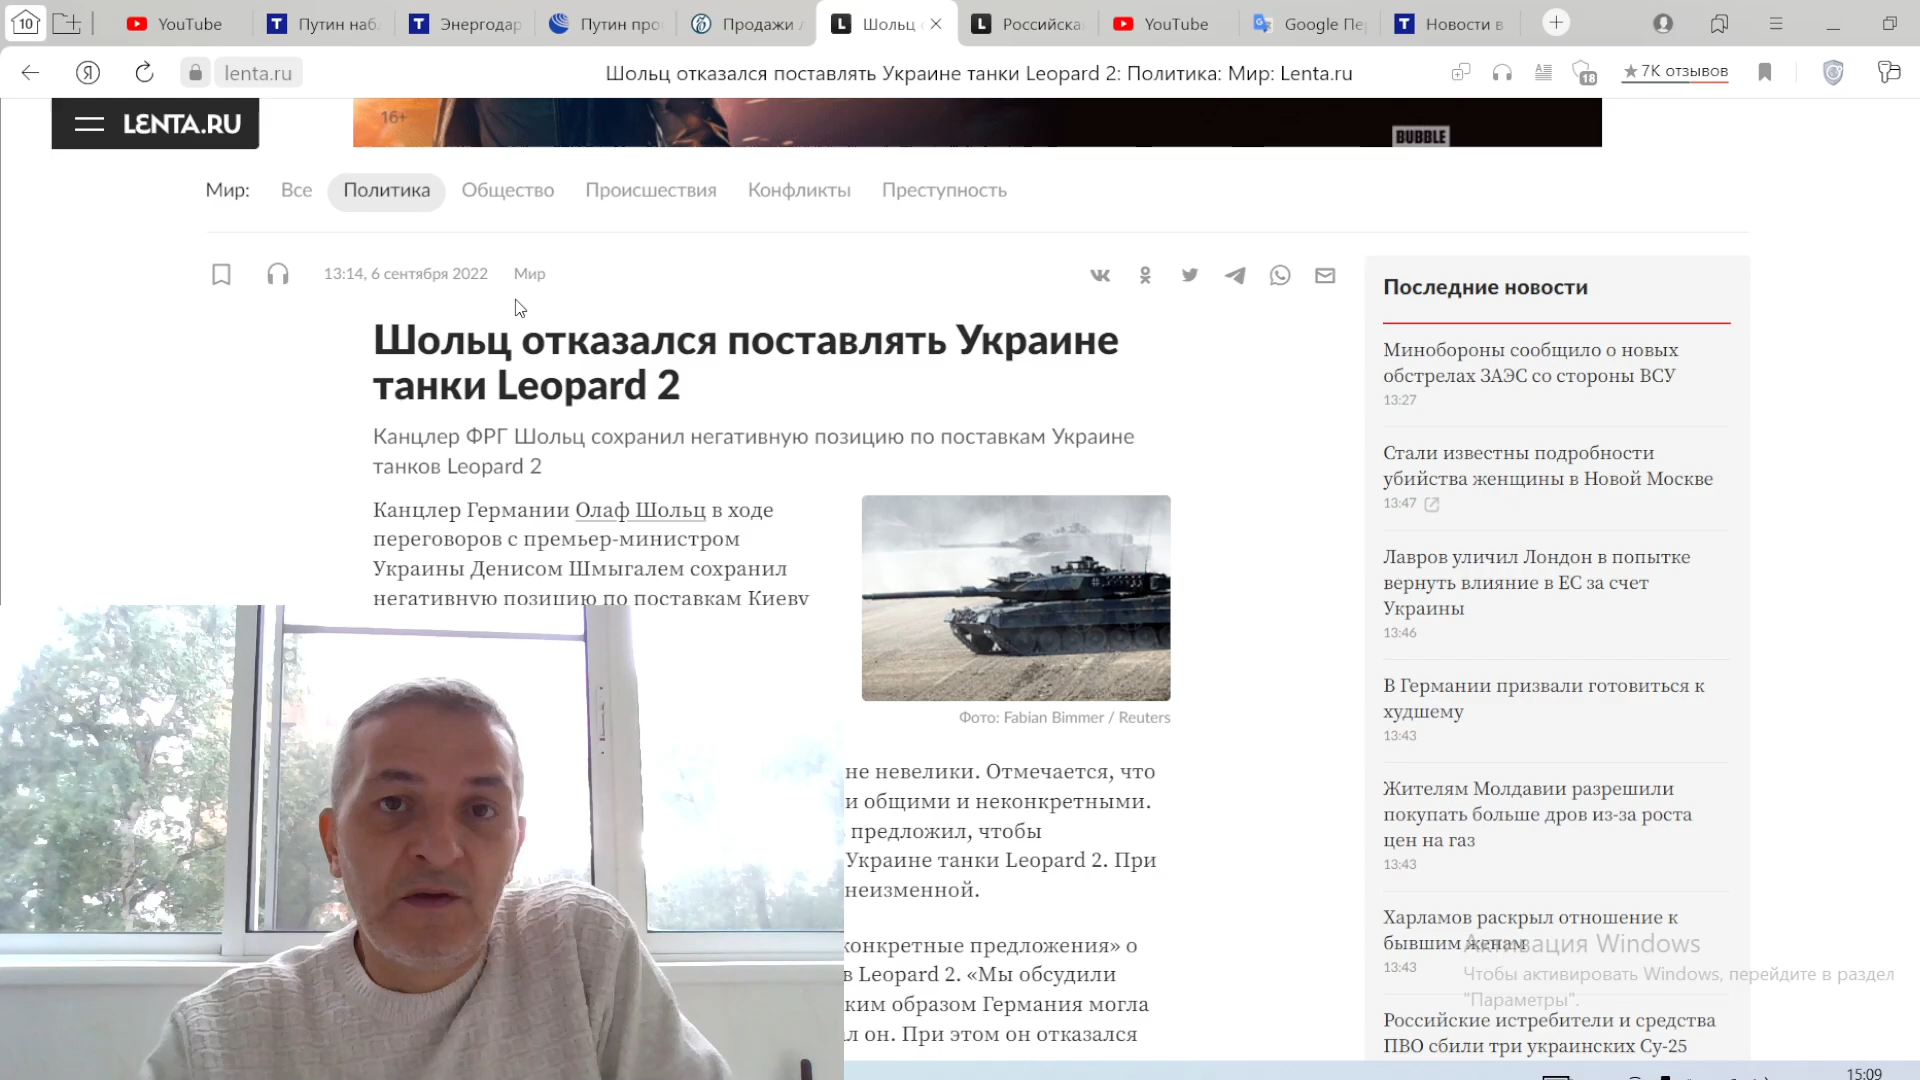 10
YouTube
Путин наб
Энергодар
Путин про
Продажи л
Шольц
Российска
YouTube
Google Пе
Новости в
lenta.ru
Шольц отказался поставлять Украине танки Leopard 2: Политика: Мир: Lenta.ru
18
★ 7К отзывов
LENTA.RU
16+
BUBBLE
Мир:
Все
Политика
Общество
Происшествия
Конфликты
Преступность
13:14, 6 сентября 2022
Мир
Шольц отказался поставлять Украине
танки Leopard 2
Канцлер ФРГ Шольц сохранил негативную позицию по поставкам Украине
танков Leopard 2
Канцлер Германии Олаф Шольц в ходе
переговоров с премьер-министром
Украины Денисом Шмыгалем сохранил
негативную позицию по поставкам Киеву
Фото: Fabian Bimmer / Reuters
не невелики. Отмечается, что
и общими и неконкретными.
предложил, чтобы
Украине танки Leopard 2. При
неизменной.
конкретные предложения» о
в Leopard 2. «Мы обсудили
ким образом Германия могла
л он. При этом он отказался
Последние новости
Минобороны сообщило о новых
обстрелах ЗАЭС со стороны ВСУ
13:27
Стали известны подробности
убийства женщины в Новой Москве
13:47
Лавров уличил Лондон в попытке
вернуть влияние в ЕС за счет
Украины
13:46
В Германии призвали готовиться к
худшему
13:43
Жителям Молдавии разрешили
покупать больше дров из-за роста
цен на газ
13:43
Харламов раскрыл отношение к
бывшим женам
13:43
Активация Windows
Чтобы активировать Windows, перейдите в раздел
"Параметры".
Российские истребители и средства
ПВО сбили три украинских Су-25
15:09